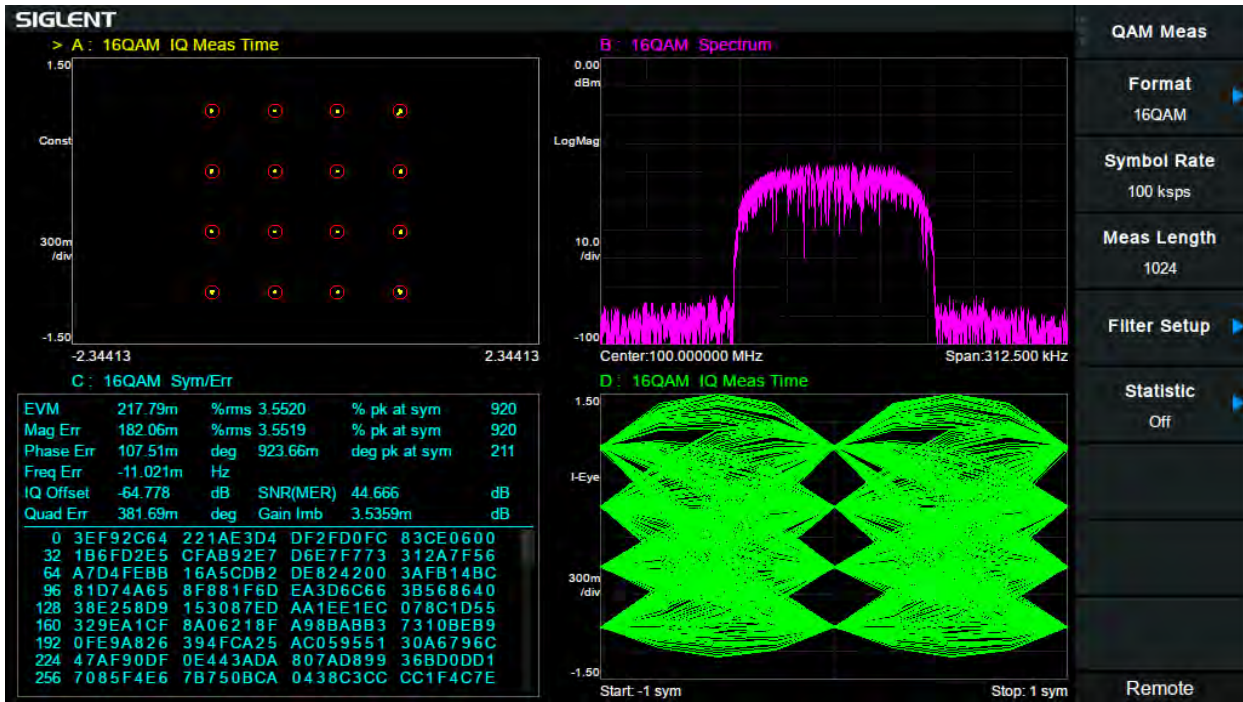 SIGLENT
> A: 16QAM IQ Meas Time
1.50
Const
300m
/div
-1.50
-2.34413 2.34413
B: 16QAM Spectrum
0.00
dBm
LogMag
10.0
/div
-100
Center:100.000000 MHz Span:312.500 kHz
C: 16QAM Sym/Err
EVM 217.79m %rms 3.5520 % pk at sym 920
Mag Err 182.06m %rms 3.5519 % pk at sym 920
Phase Err 107.51m deg 923.66m deg pk at sym 211
Freq Err -11.021m Hz
IQ Offset -64.778 dB SNR(MER) 44.666 dB
Quad Err 381.69m deg Gain Imb 3.5359m dB
0 3EF92C64 221AE3D4 DF2FD0FC 83CE0600
32 1B6FD2E5 CFAB92E7 D6E7F773 312A7F56
64 A7D4FEBB 16A5CDB2 DE824200 3AFB14BC
96 81D74A65 8F881F6D EA3D6C66 3B568640
128 38E258D9 153087ED AA1EE1EC 078C1D55
160 329EA1CF 8A06218F A98BABB3 7310BEB9
192 0FE9A826 394FCA25 AC059551 30A6796C
224 47AF90DF 0E443ADA 807AD899 36BD0DD1
256 7085F4E6 7B750BCA 0438C3CC CC1F4C7E
D: 16QAM IQ Meas Time
1.50
I-Eye
300m
/div
-1.50
Start: -1 sym Stop: 1 sym
QAM Meas
Format
16QAM
Symbol Rate
100 ksps
Meas Length
1024
Filter Setup
Statistic
Off
Remote